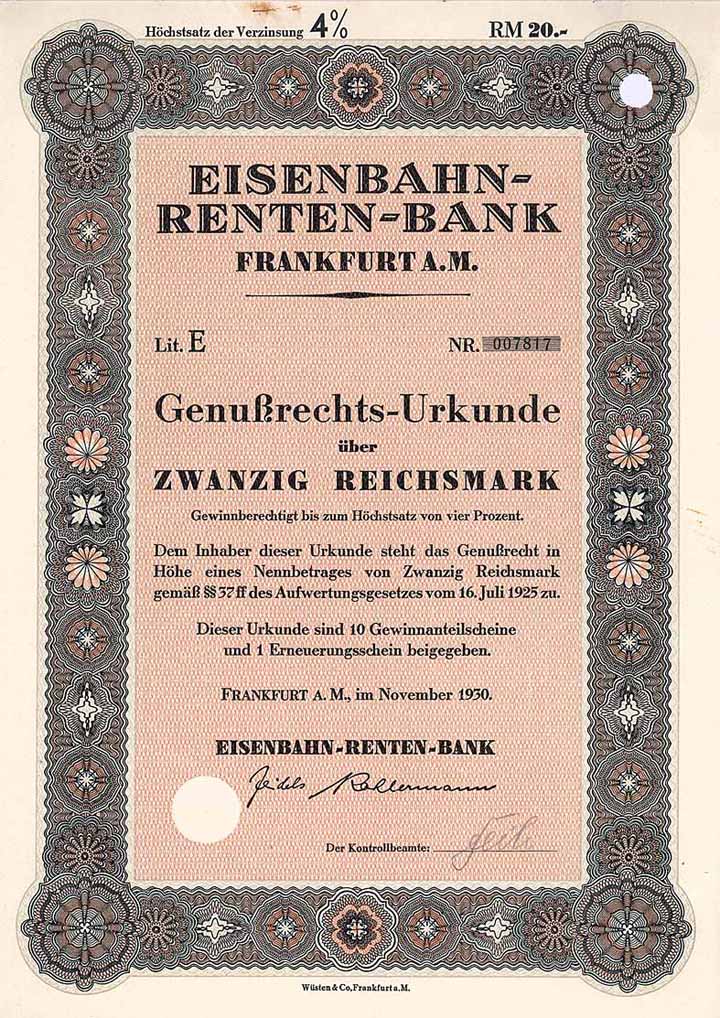 Höchstsatz der Verzinsung 4% RM 20.-
EISENBAHN-
RENTEN-BANK
FRANKFURT A.M.
Lit. E NR. 007817
Genußrechts-Urkunde
über
ZWANZIG REICHSMARK
Gewinnberechtigt bis zum Höchstsatz von vier Prozent.
Dem Inhaber dieser Urkunde steht das Genußrecht in
Höhe eines Nennbetrages von Zwanzig Reichsmark
gemäß §§ 37 ff des Aufwertungsgesetzes vom 16. Juli 1925 zu.
Dieser Urkunde sind 10 Gewinnanteilscheine
und 1 Erneuerungsschein beigegeben.
FRANKFURT A. M., im November 1930.
EISENBAHN-RENTEN-BANK
Der Kontrollbeamte:
Wüsten & Co, Frankfurt a. M.